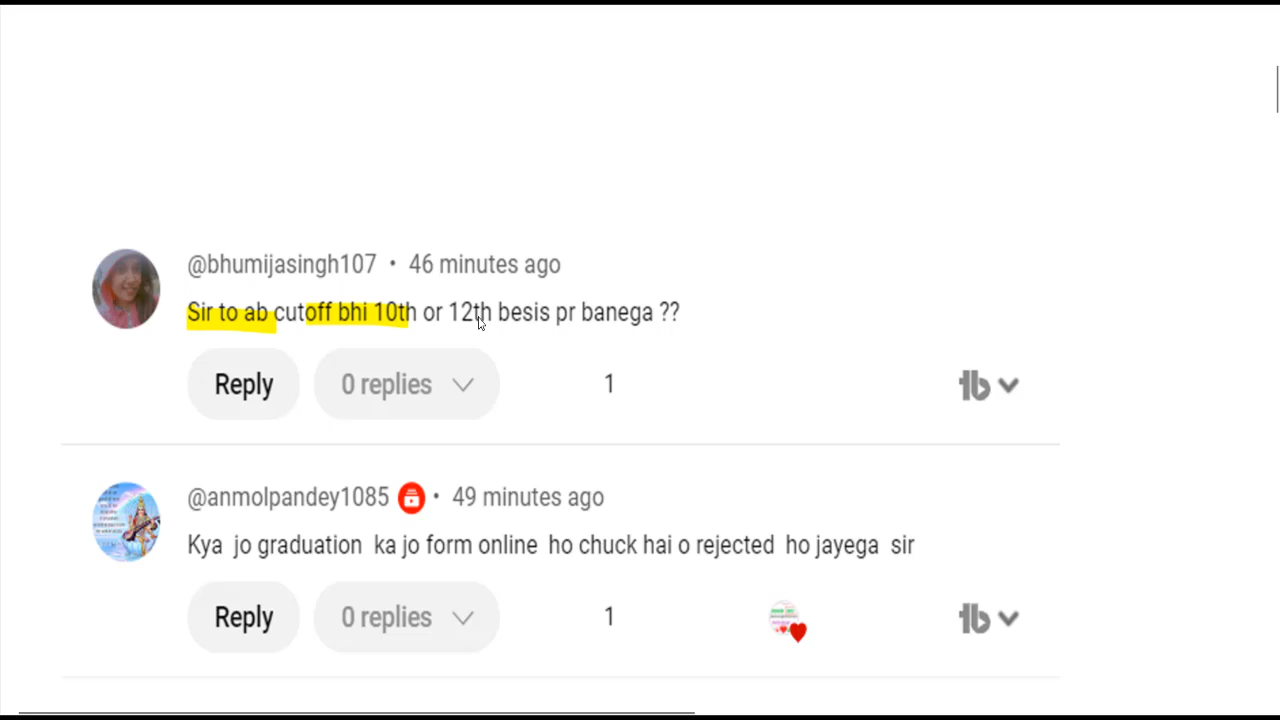 @bhumijasingh107 • 46 minutes ago
Sir to ab cutoff bhi 10th or 12th besis pr banega ??
Reply 0 replies 1
@anmolpandey1085 • 49 minutes ago
Kya jo graduation ka jo form online ho chuck hai o rejected ho jayega sir
Reply 0 replies 1